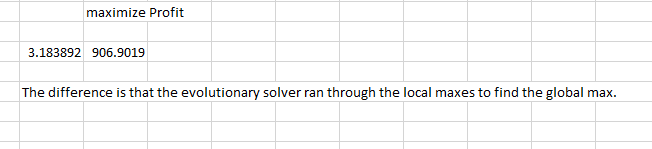 maximize Profit
3.183892 906.9019
The difference is that the evolutionary solver ran through the local maxes to find the global max.